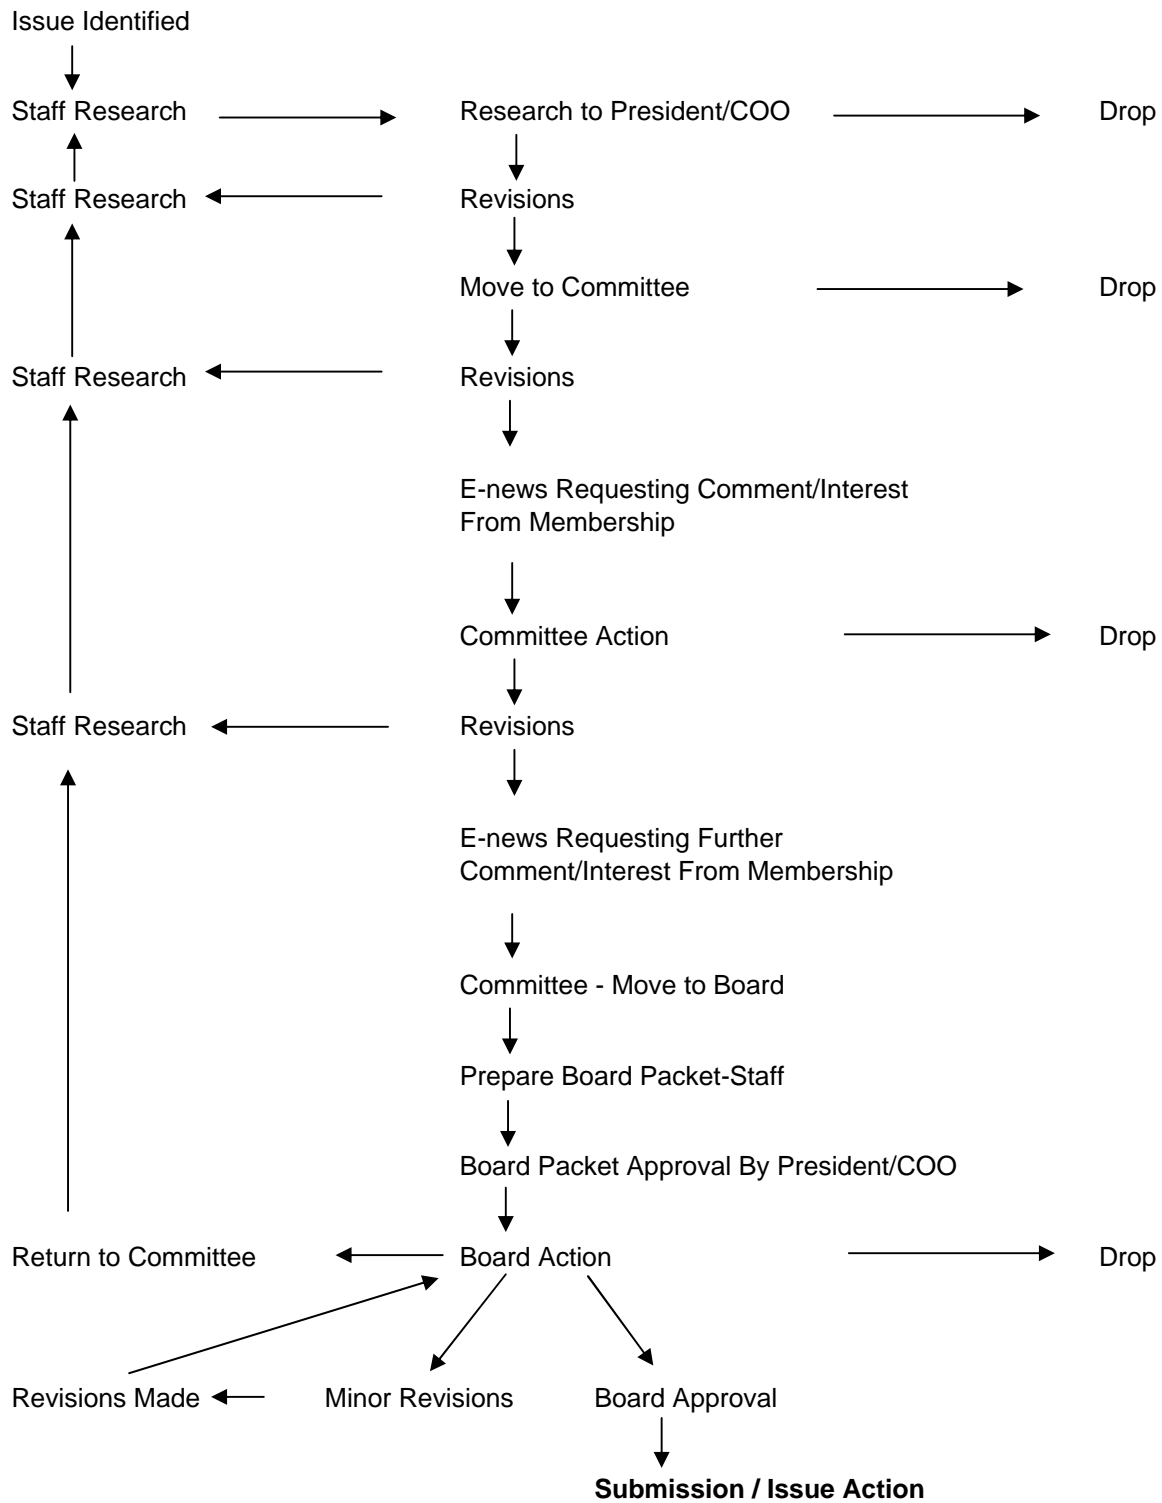 Issue Identified
Staff Research
Research to President/COO
Drop
Staff Research
Revisions
Move to Committee
Drop
Staff Research
Revisions
E-news Requesting Comment/Interest
From Membership
Committee Action
Drop
Staff Research
Revisions
E-news Requesting Further
Comment/Interest From Membership
Committee - Move to Board
Prepare Board Packet-Staff
Board Packet Approval By President/COO
Return to Committee
Board Action
Drop
Revisions Made
Minor Revisions
Board Approval
Submission / Issue Action